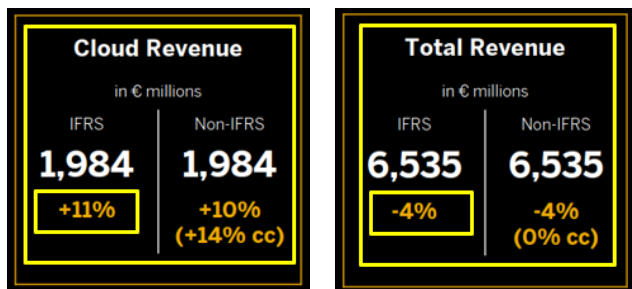 Cloud Revenue
in € millions
IFRS Non-IFRS
1,984 1,984
+11% +10%
(+14% cc)
Total Revenue
in € millions
IFRS Non-IFRS
6,535 6,535
-4% -4%
(0% cc)